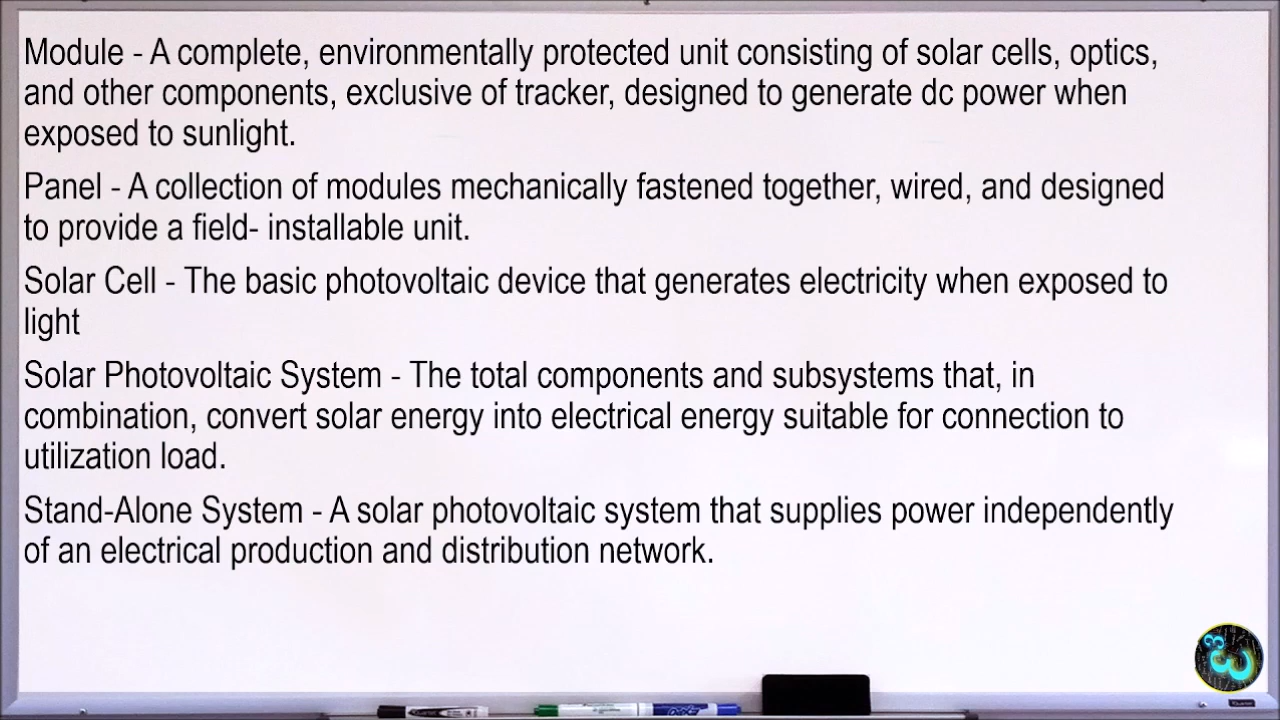 Module - A complete, environmentally protected unit consisting of solar cells, optics,
and other components, exclusive of tracker, designed to generate dc power when
exposed to sunlight.
Panel - A collection of modules mechanically fastened together, wired, and designed
to provide a field- installable unit.
Solar Cell - The basic photovoltaic device that generates electricity when exposed to
light
Solar Photovoltaic System - The total components and subsystems that, in
combination, convert solar energy into electrical energy suitable for connection to
utilization load.
Stand-Alone System - A solar photovoltaic system that supplies power independently
of an electrical production and distribution network.